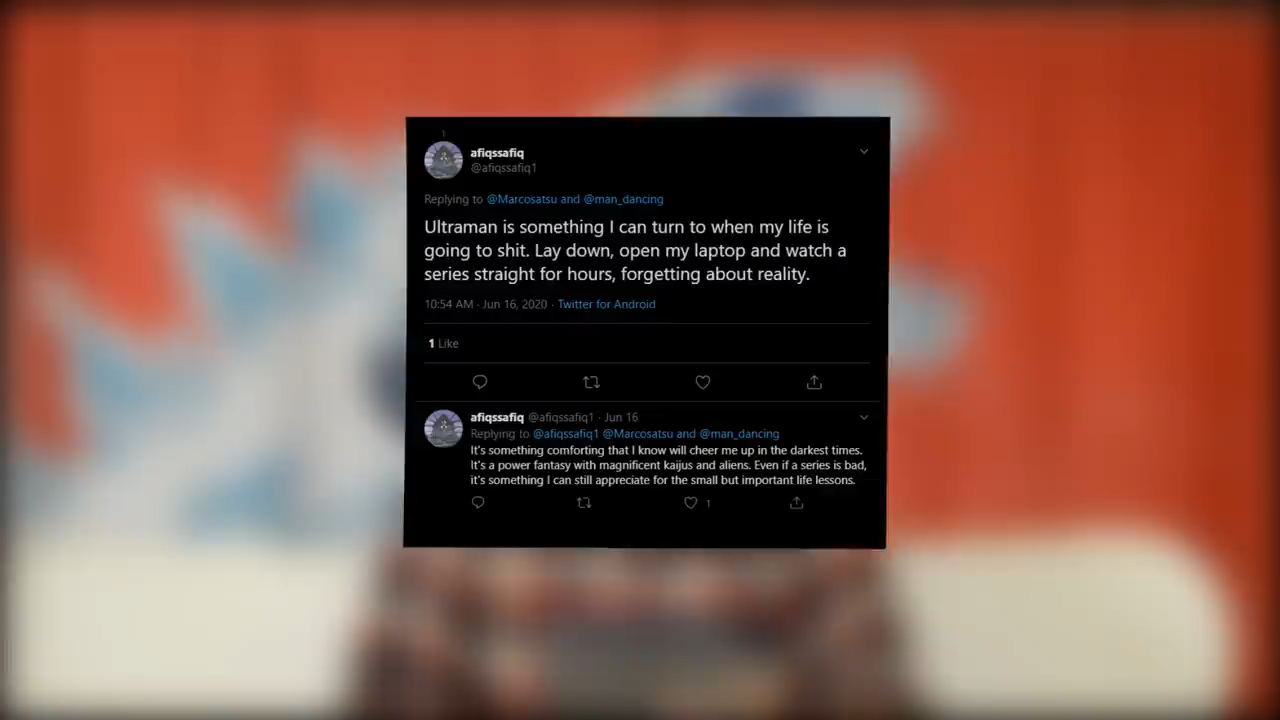 afiqssafiq
@afiqssafiq1
Replying to @Marcosatsu and @man_dancing
Ultraman is something I can turn to when my life is
going to shit. Lay down, open my laptop and watch a
series straight for hours, forgetting about reality.
10:54 AM · Jun 16, 2020 · Twitter for Android
1 Like
afiqssafiq @afiqssafiq1 · Jun 16
Replying to @afiqssafiq1 @Marcosatsu and @man_dancing
It's something comforting that I know will cheer me up in the darkest times.
It's a power fantasy with magnificent kaijus and aliens. Even if a series is bad,
it's something I can still appreciate for the small but important life lessons.
1